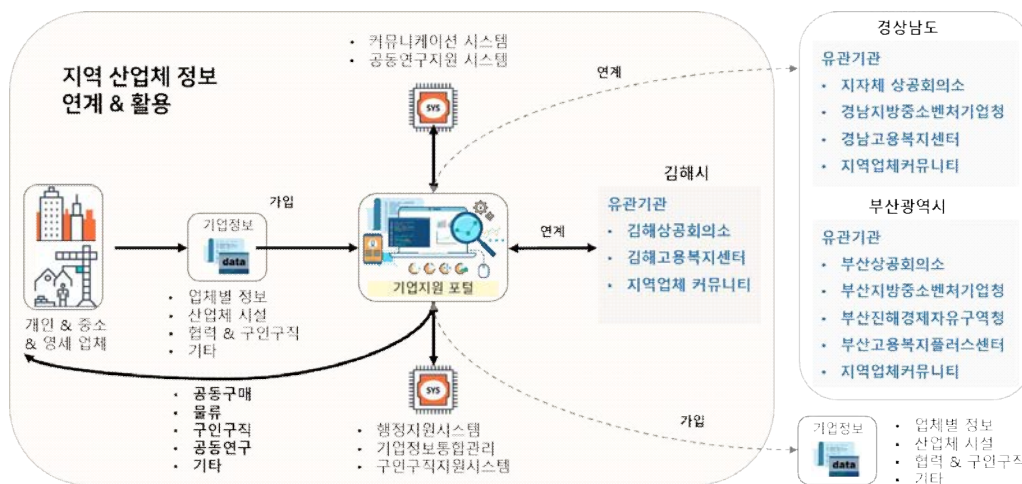 지역 산업체 정보
연계 & 활용
• 커뮤니케이션 시스템
• 공동연구지원 시스템
SYS
연계
가입
기업정보
data
개인 & 중소
& 영세 업체
• 업체별 정보
• 산업체 시설
• 협력 & 구인구직
• 기타
기업지원 포털
연계
김해시
유관기관
• 김해상공회의소
• 김해고용복지센터
• 지역업체 커뮤니티
• 공동구매
• 물류
• 구인구직
• 공동연구
• 기타
SYS
• 행정지원시스템
• 기업정보통합관리
• 구인구직지원시스템
가입
경상남도
유관기관
• 지자체 상공회의소
• 경남지방중소벤처기업청
• 경남고용복지센터
• 지역업체커뮤니티
부산광역시
유관기관
• 부산상공회의소
• 부산지방중소벤처기업청
• 부산진해경제자유구역청
• 부산고용복지플러스센터
• 지역업체커뮤니티
기업정보
data
• 업체별 정보
• 산업체 시설
• 협력 & 구인구직
• 기타